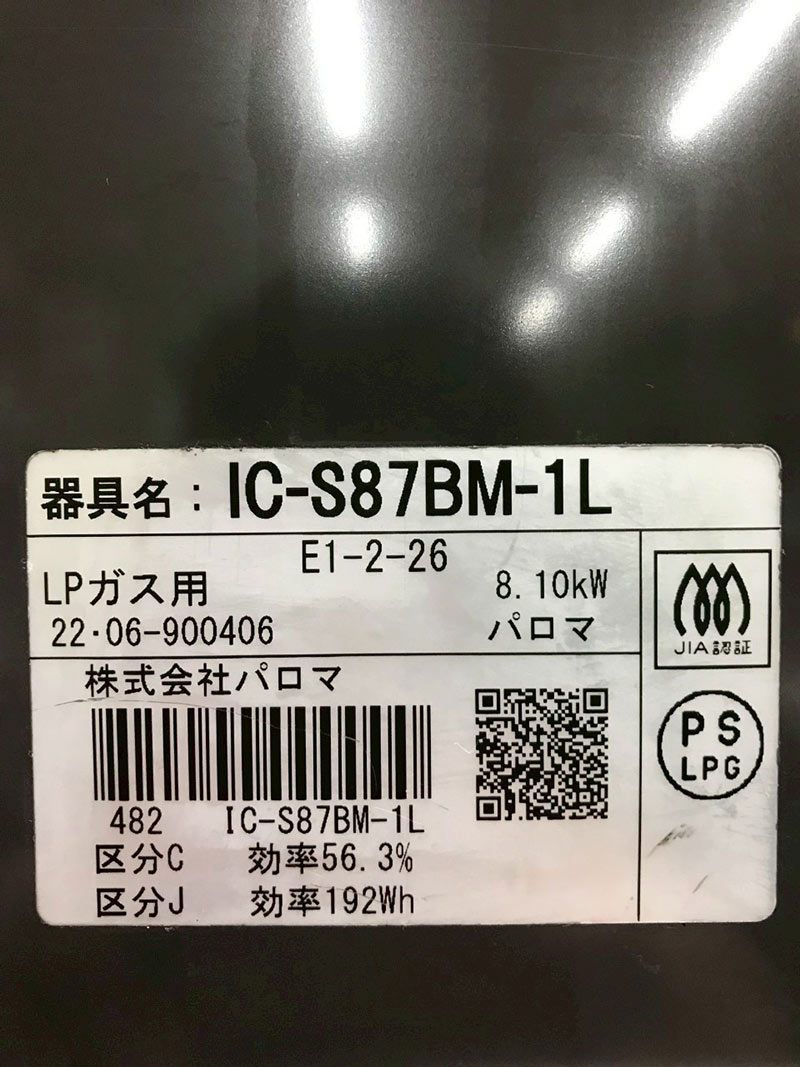 器具名：IC-S87BM-1L
E1-2-26
LPガス用 8.10kW
22・06-900406 パロマ
JIA認証
株式会社パロマ
PS
LPG
482 IC-S87BM-1L
区分C 効率56.3%
区分J 効率192Wh